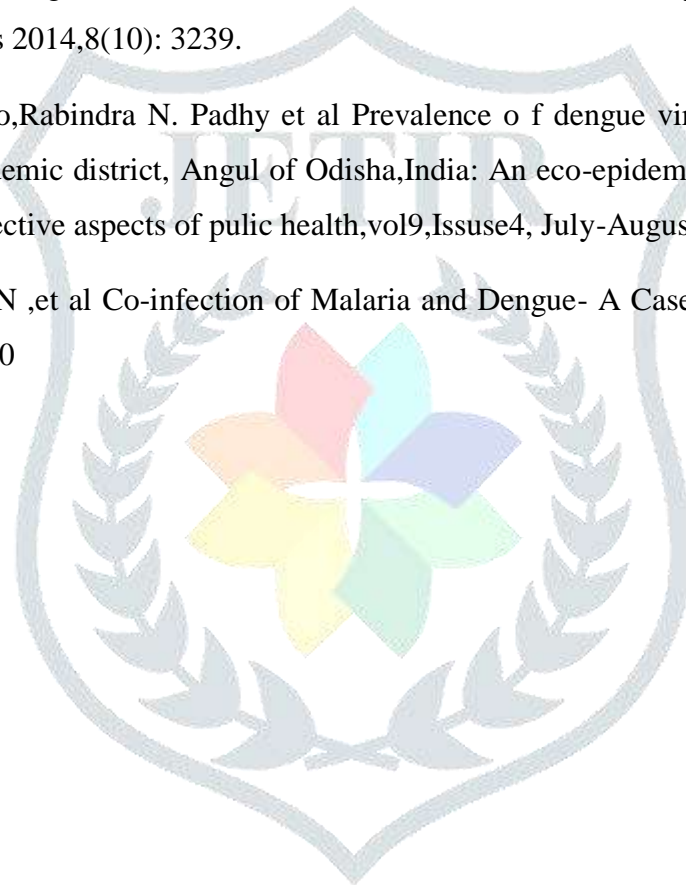 s 2014,8(10): 3239.
o,Rabindra N. Padhy et al Prevalence o f dengue vir
demic district, Angul of Odisha,India: An eco-epidem
ective aspects of pulic health,vol9,Issuse4, July-Augus
N ,et al Co-infection of Malaria and Dengue- A Case
0
JETIR